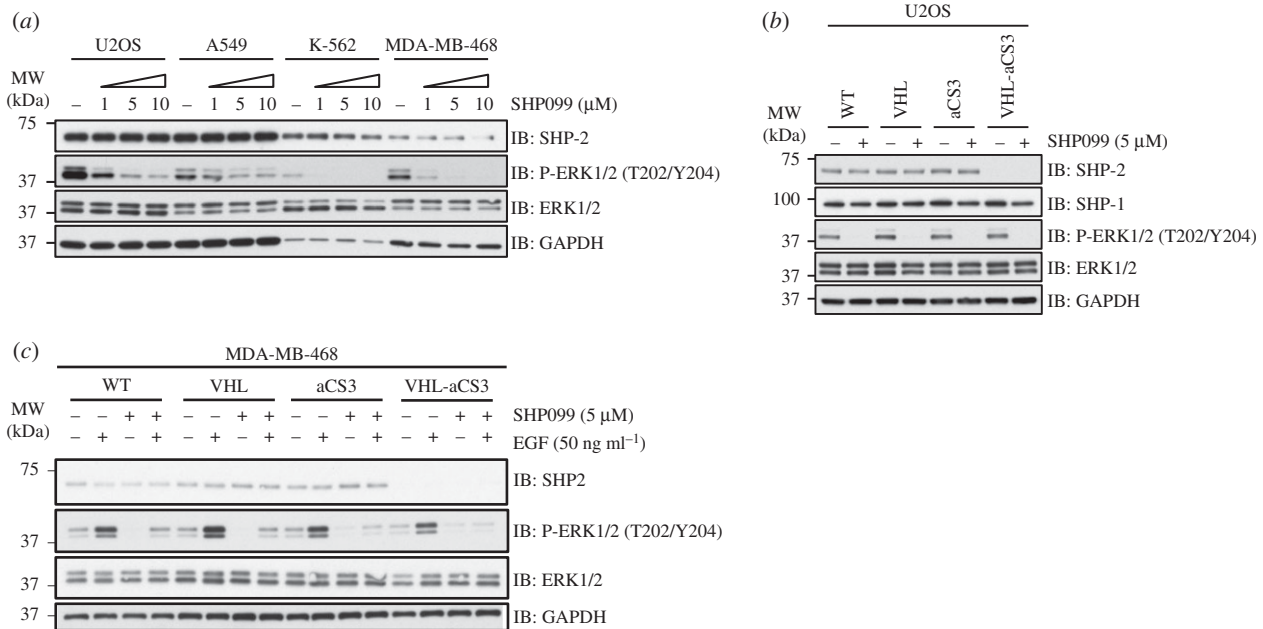 (a)
U2OS A549 K-562 MDA-MB-468
MW
(kDa)
– 1 5 10 – 1 5 10 – 1 5 10 – 1 5 10 SHP099 (μM)
75
IB: SHP-2
37
IB: P-ERK1/2 (T202/Y204)
37
IB: ERK1/2
37
IB: GAPDH
(b)
U2OS
WT VHL aCS3 VHL-aCS3
MW
(kDa)
– + – + – + – + SHP099 (5 μM)
75
IB: SHP-2
100
IB: SHP-1
37
IB: P-ERK1/2 (T202/Y204)
37
IB: ERK1/2
37
IB: GAPDH
(c)
MDA-MB-468
WT VHL aCS3 VHL-aCS3
MW
(kDa)
– – + + – – + + – – + + – – + + SHP099 (5 μM)
– + – + – + – + – + – + – + – + EGF (50 ng ml⁻¹)
75
IB: SHP2
37
IB: P-ERK1/2 (T202/Y204)
37
IB: ERK1/2
37
IB: GAPDH